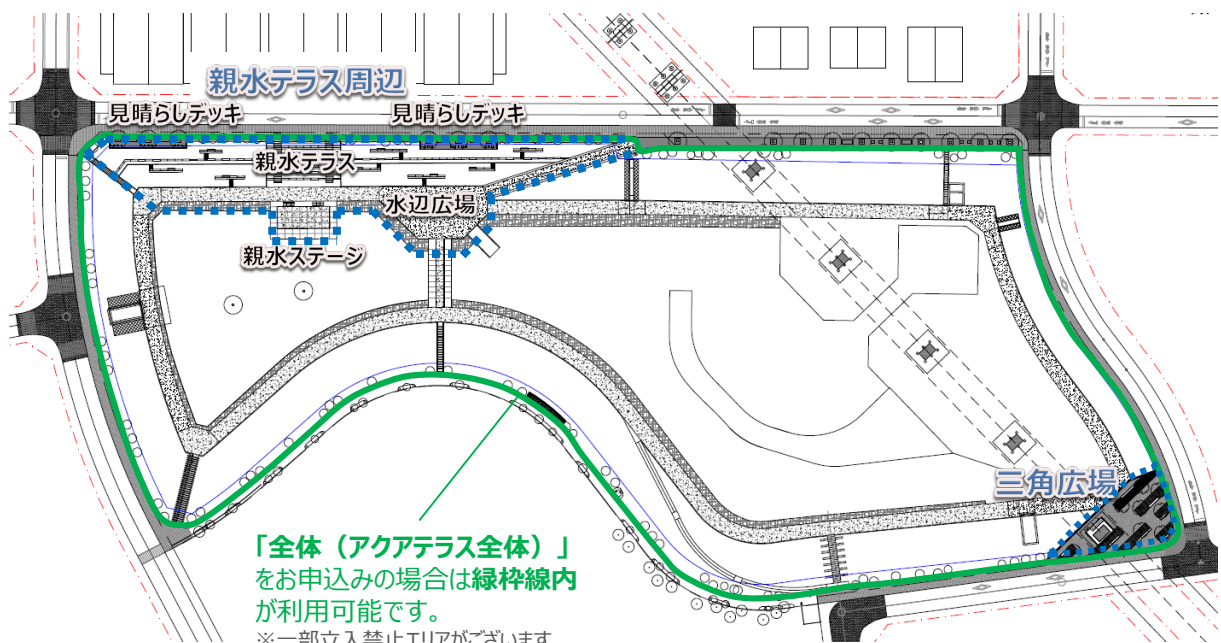 親水テラス周辺
見晴らしデッキ
見晴らしデッキ
親水テラス
水辺広場
親水ステージ
三角広場
「全体（アクアテラス全体）」
をお申込みの場合は緑枠線内
が利用可能です。
※一部立入禁止エリアがございます